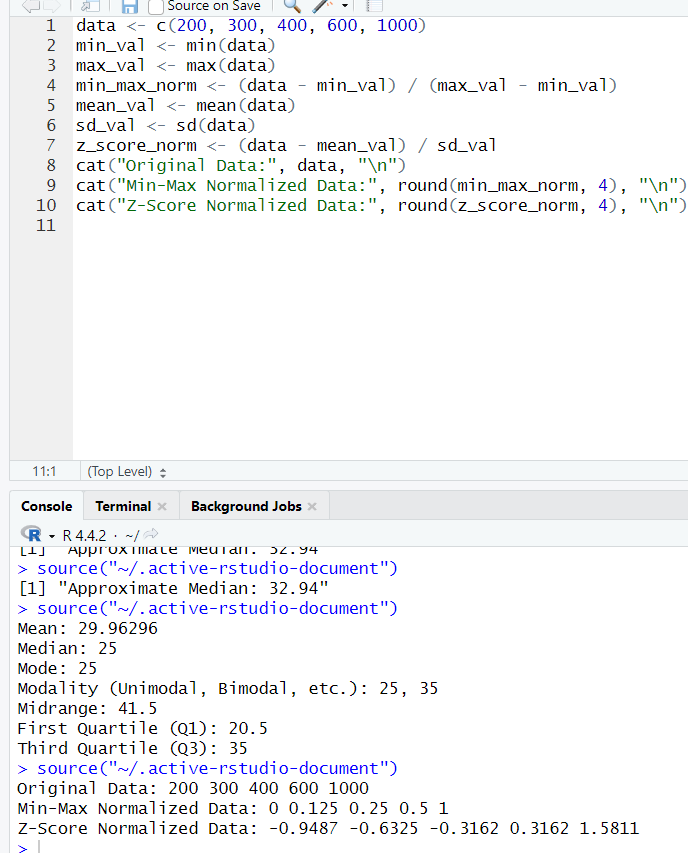 Source on Save
1 data <- c(200, 300, 400, 600, 1000)
2 min_val <- min(data)
3 max_val <- max(data)
4 min_max_norm <- (data - min_val) / (max_val - min_val)
5 mean_val <- mean(data)
6 sd_val <- sd(data)
7 z_score_norm <- (data - mean_val) / sd_val
8 cat("Original Data:", data, "\n")
9 cat("Min-Max Normalized Data:", round(min_max_norm, 4), "\n")
10 cat("Z-Score Normalized Data:", round(z_score_norm, 4), "\n")
11
11:1 (Top Level)
Console Terminal Background Jobs
R R 4.4.2 · ~/
[1] "Approximate Median: 32.94"
> source("~/.active-rstudio-document")
[1] "Approximate Median: 32.94"
> source("~/.active-rstudio-document")
Mean: 29.96296
Median: 25
Mode: 25
Modality (Unimodal, Bimodal, etc.): 25, 35
Midrange: 41.5
First Quartile (Q1): 20.5
Third Quartile (Q3): 35
> source("~/.active-rstudio-document")
Original Data: 200 300 400 600 1000
Min-Max Normalized Data: 0 0.125 0.25 0.5 1
Z-Score Normalized Data: -0.9487 -0.6325 -0.3162 0.3162 1.5811
>